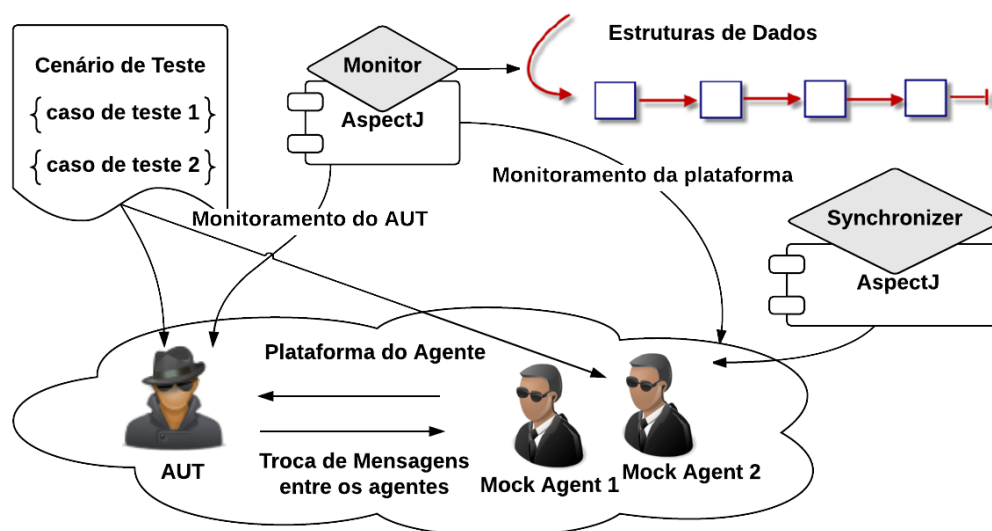 Cenário de Teste
{caso de teste 1}
{caso de teste 2}
Monitor
AspectJ
Estruturas de Dados
Monitoramento da plataforma
Monitoramento do AUT
Synchronizer
AspectJ
Plataforma do Agente
Troca de Mensagens
entre os agentes
AUT
Mock Agent 1
Mock Agent 2